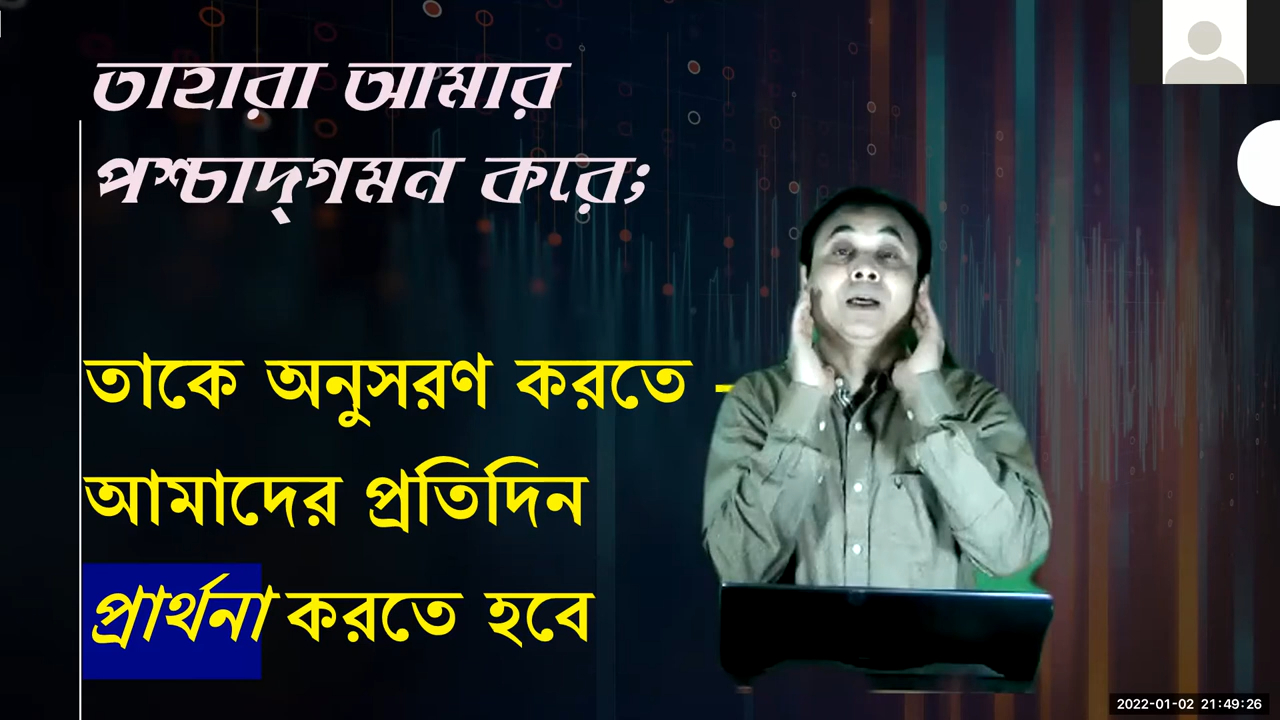 তাহারা আমার
পশ্চাদ্‌গমন করে;
তাকে অনুসরণ করতে -
আমাদের প্রতিদিন
প্রার্থনা করতে হবে
2022-01-02 21:49:26